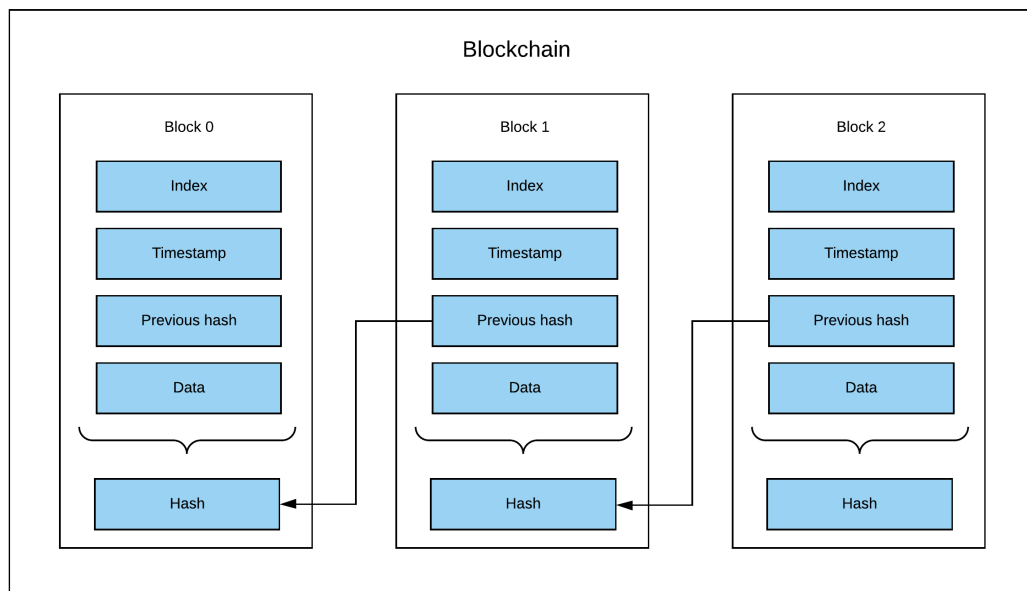 Blockchain
Block 0
Index
Timestamp
Previous hash
Data
Hash
Block 1
Index
Timestamp
Previous hash
Data
Hash
Block 2
Index
Timestamp
Previous hash
Data
Hash